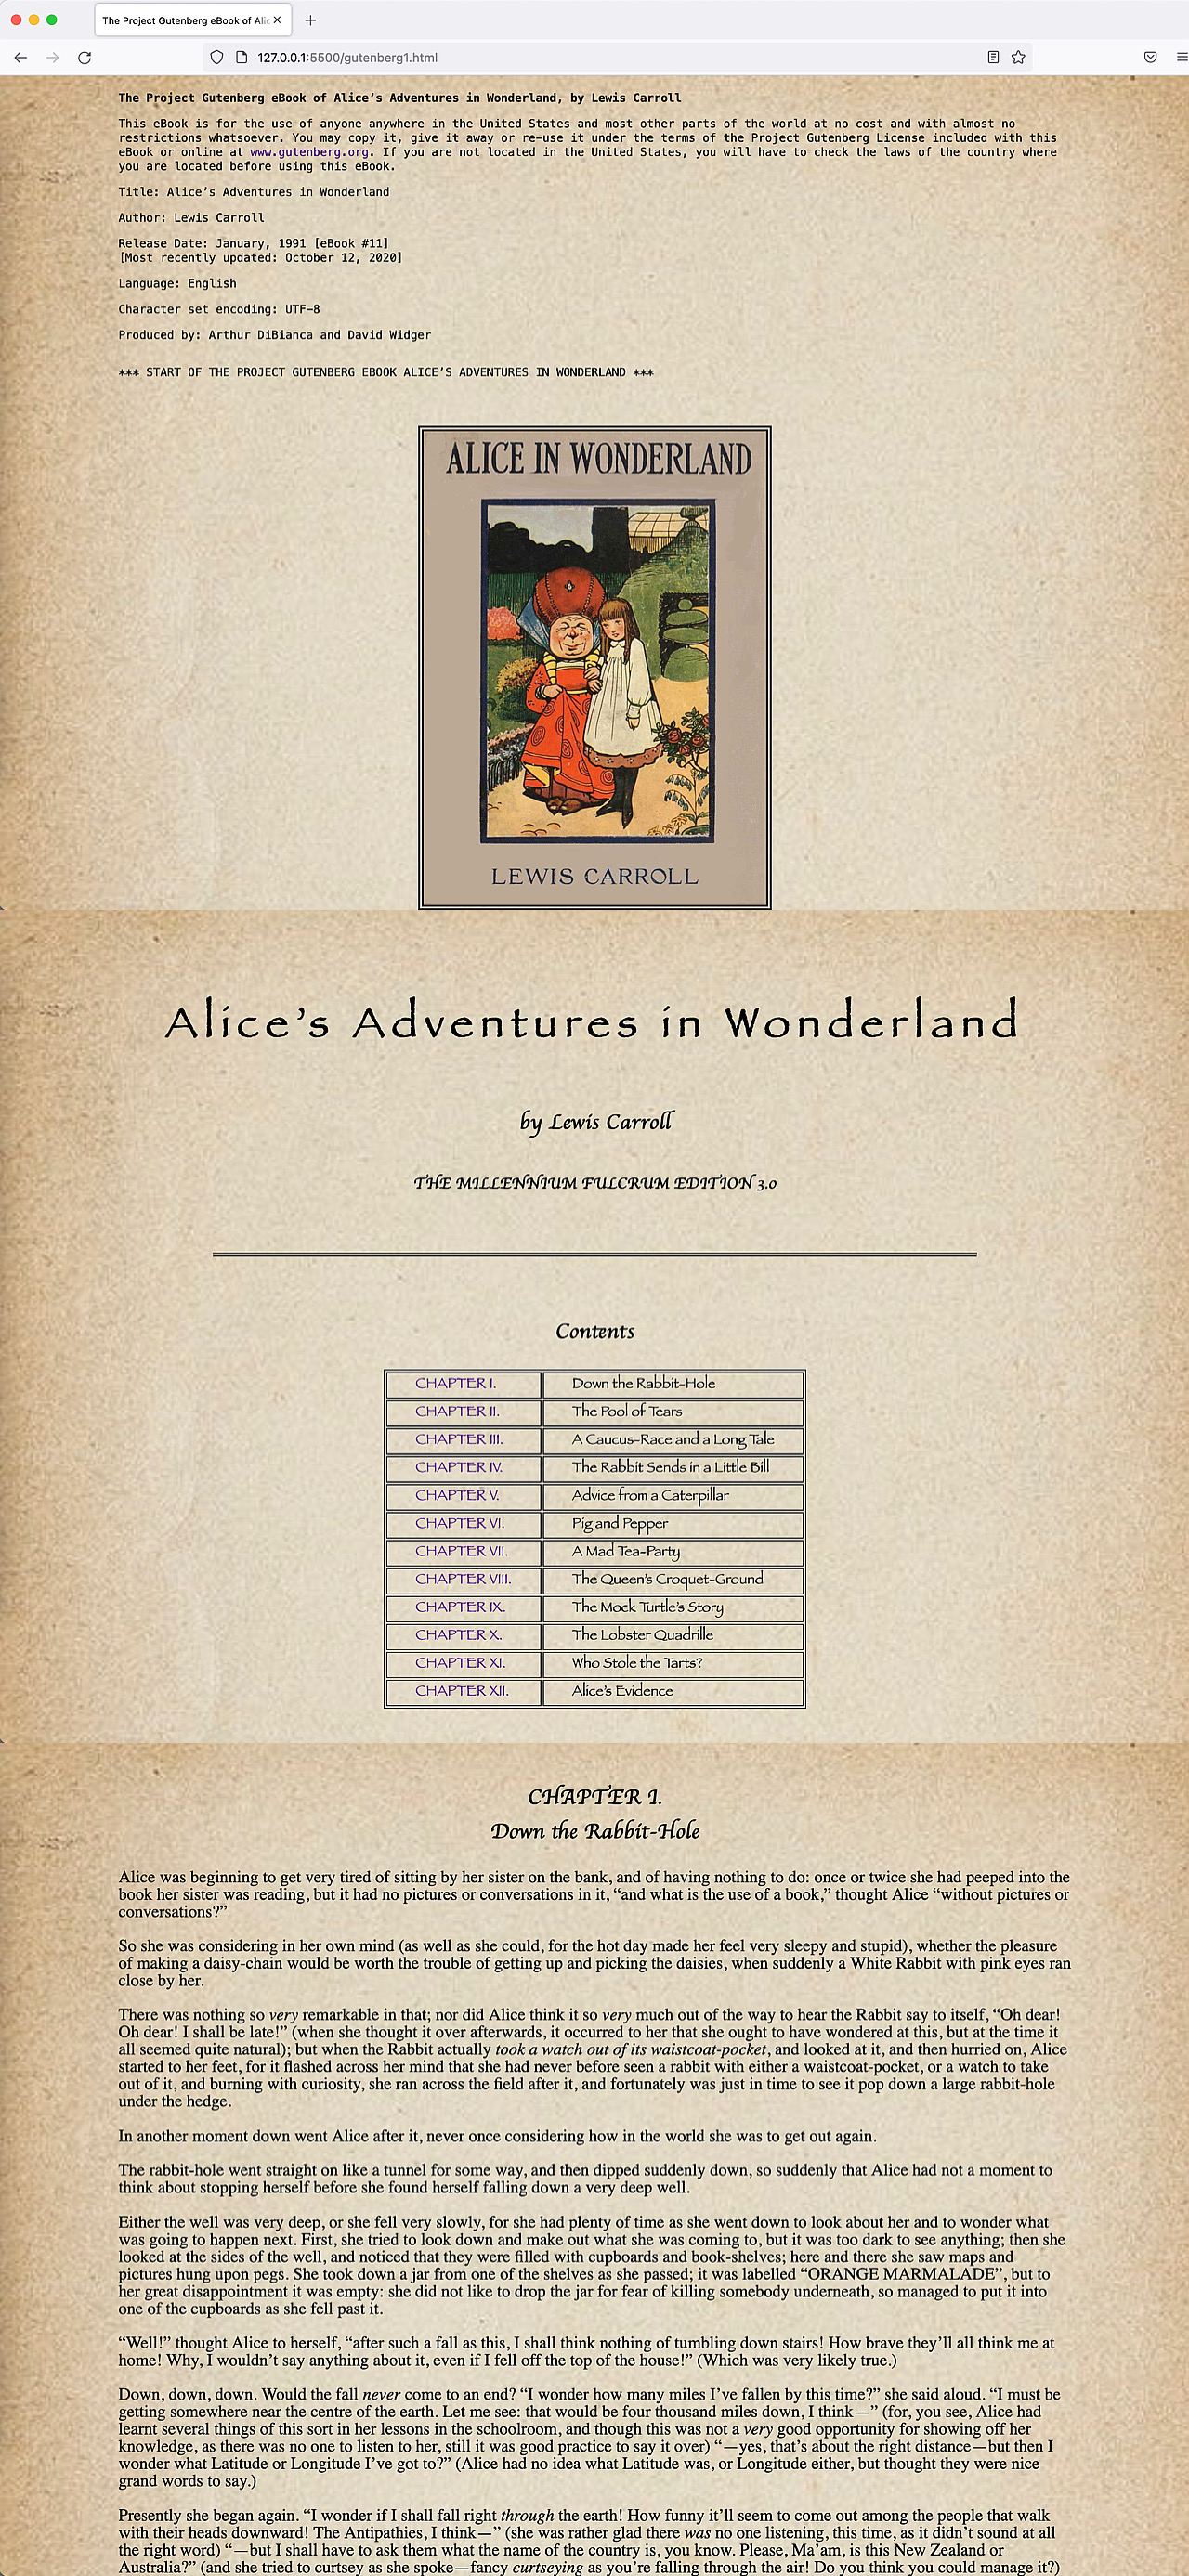 The Project Gutenberg eBook of Alic
127.0.0.1:5500/gutenberg1.html
The Project Gutenberg eBook of Alice’s Adventures in Wonderland, by Lewis Carroll
This eBook is for the use of anyone anywhere in the United States and most other parts of the world at no cost and with almost no
restrictions whatsoever. You may copy it, give it away or re-use it under the terms of the Project Gutenberg License included with this
eBook or online at www.gutenberg.org. If you are not located in the United States, you will have to check the laws of the country where
you are located before using this eBook.
Title: Alice’s Adventures in Wonderland
Author: Lewis Carroll
Release Date: January, 1991 [eBook #11]
[Most recently updated: October 12, 2020]
Language: English
Character set encoding: UTF-8
Produced by: Arthur DiBianca and David Widger
*** START OF THE PROJECT GUTENBERG EBOOK ALICE’S ADVENTURES IN WONDERLAND ***
ALICE IN WONDERLAND
LEWIS CARROLL
Alice’s Adventures in Wonderland
by Lewis Carroll
THE MILLENNIUM FULCRUM EDITION 3.0
Contents
CHAPTER I. Down the Rabbit-Hole
CHAPTER II. The Pool of Tears
CHAPTER III. A Caucus-Race and a Long Tale
CHAPTER IV. The Rabbit Sends in a Little Bill
CHAPTER V. Advice from a Caterpillar
CHAPTER VI. Pig and Pepper
CHAPTER VII. A Mad Tea-Party
CHAPTER VIII. The Queen’s Croquet-Ground
CHAPTER IX. The Mock Turtle’s Story
CHAPTER X. The Lobster Quadrille
CHAPTER XI. Who Stole the Tarts?
CHAPTER XII. Alice’s Evidence
CHAPTER I.
Down the Rabbit-Hole
Alice was beginning to get very tired of sitting by her sister on the bank, and of having nothing to do: once or twice she had peeped into the
book her sister was reading, but it had no pictures or conversations in it, “and what is the use of a book,” thought Alice “without pictures or
conversations?”
So she was considering in her own mind (as well as she could, for the hot day made her feel very sleepy and stupid), whether the pleasure
of making a daisy-chain would be worth the trouble of getting up and picking the daisies, when suddenly a White Rabbit with pink eyes ran
close by her.
There was nothing so very remarkable in that; nor did Alice think it so very much out of the way to hear the Rabbit say to itself, “Oh dear!
Oh dear! I shall be late!” (when she thought it over afterwards, it occurred to her that she ought to have wondered at this, but at the time it
all seemed quite natural); but when the Rabbit actually took a watch out of its waistcoat-pocket, and looked at it, and then hurried on, Alice
started to her feet, for it flashed across her mind that she had never before seen a rabbit with either a waistcoat-pocket, or a watch to take
out of it, and burning with curiosity, she ran across the field after it, and fortunately was just in time to see it pop down a large rabbit-hole
under the hedge.
In another moment down went Alice after it, never once considering how in the world she was to get out again.
The rabbit-hole went straight on like a tunnel for some way, and then dipped suddenly down, so suddenly that Alice had not a moment to
think about stopping herself before she found herself falling down a very deep well.
Either the well was very deep, or she fell very slowly, for she had plenty of time as she went down to look about her and to wonder what
was going to happen next. First, she tried to look down and make out what she was coming to, but it was too dark to see anything; then she
looked at the sides of the well, and noticed that they were filled with cupboards and book-shelves; here and there she saw maps and
pictures hung upon pegs. She took down a jar from one of the shelves as she passed; it was labelled “ORANGE MARMALADE”, but to
her great disappointment it was empty: she did not like to drop the jar for fear of killing somebody underneath, so managed to put it into
one of the cupboards as she fell past it.
“Well!” thought Alice to herself, “after such a fall as this, I shall think nothing of tumbling down stairs! How brave they’ll all think me at
home! Why, I wouldn’t say anything about it, even if I fell off the top of the house!” (Which was very likely true.)
Down, down, down. Would the fall never come to an end? “I wonder how many miles I’ve fallen by this time?” she said aloud. “I must be
getting somewhere near the centre of the earth. Let me see: that would be four thousand miles down, I think—” (for, you see, Alice had
learnt several things of this sort in her lessons in the schoolroom, and though this was not a very good opportunity for showing off her
knowledge, as there was no one to listen to her, still it was good practice to say it over) “—yes, that’s about the right distance—but then I
wonder what Latitude or Longitude I’ve got to?” (Alice had no idea what Latitude was, or Longitude either, but thought they were nice
grand words to say.)
Presently she began again. “I wonder if I shall fall right through the earth! How funny it’ll seem to come out among the people that walk
with their heads downward! The Antipathies, I think—” (she was rather glad there was no one listening, this time, as it didn’t sound at all
the right word) “—but I shall have to ask them what the name of the country is, you know. Please, Ma’am, is this New Zealand or
Australia?” (and she tried to curtsey as she spoke—fancy curtseying as you’re falling through the air! Do you think you could manage it?)